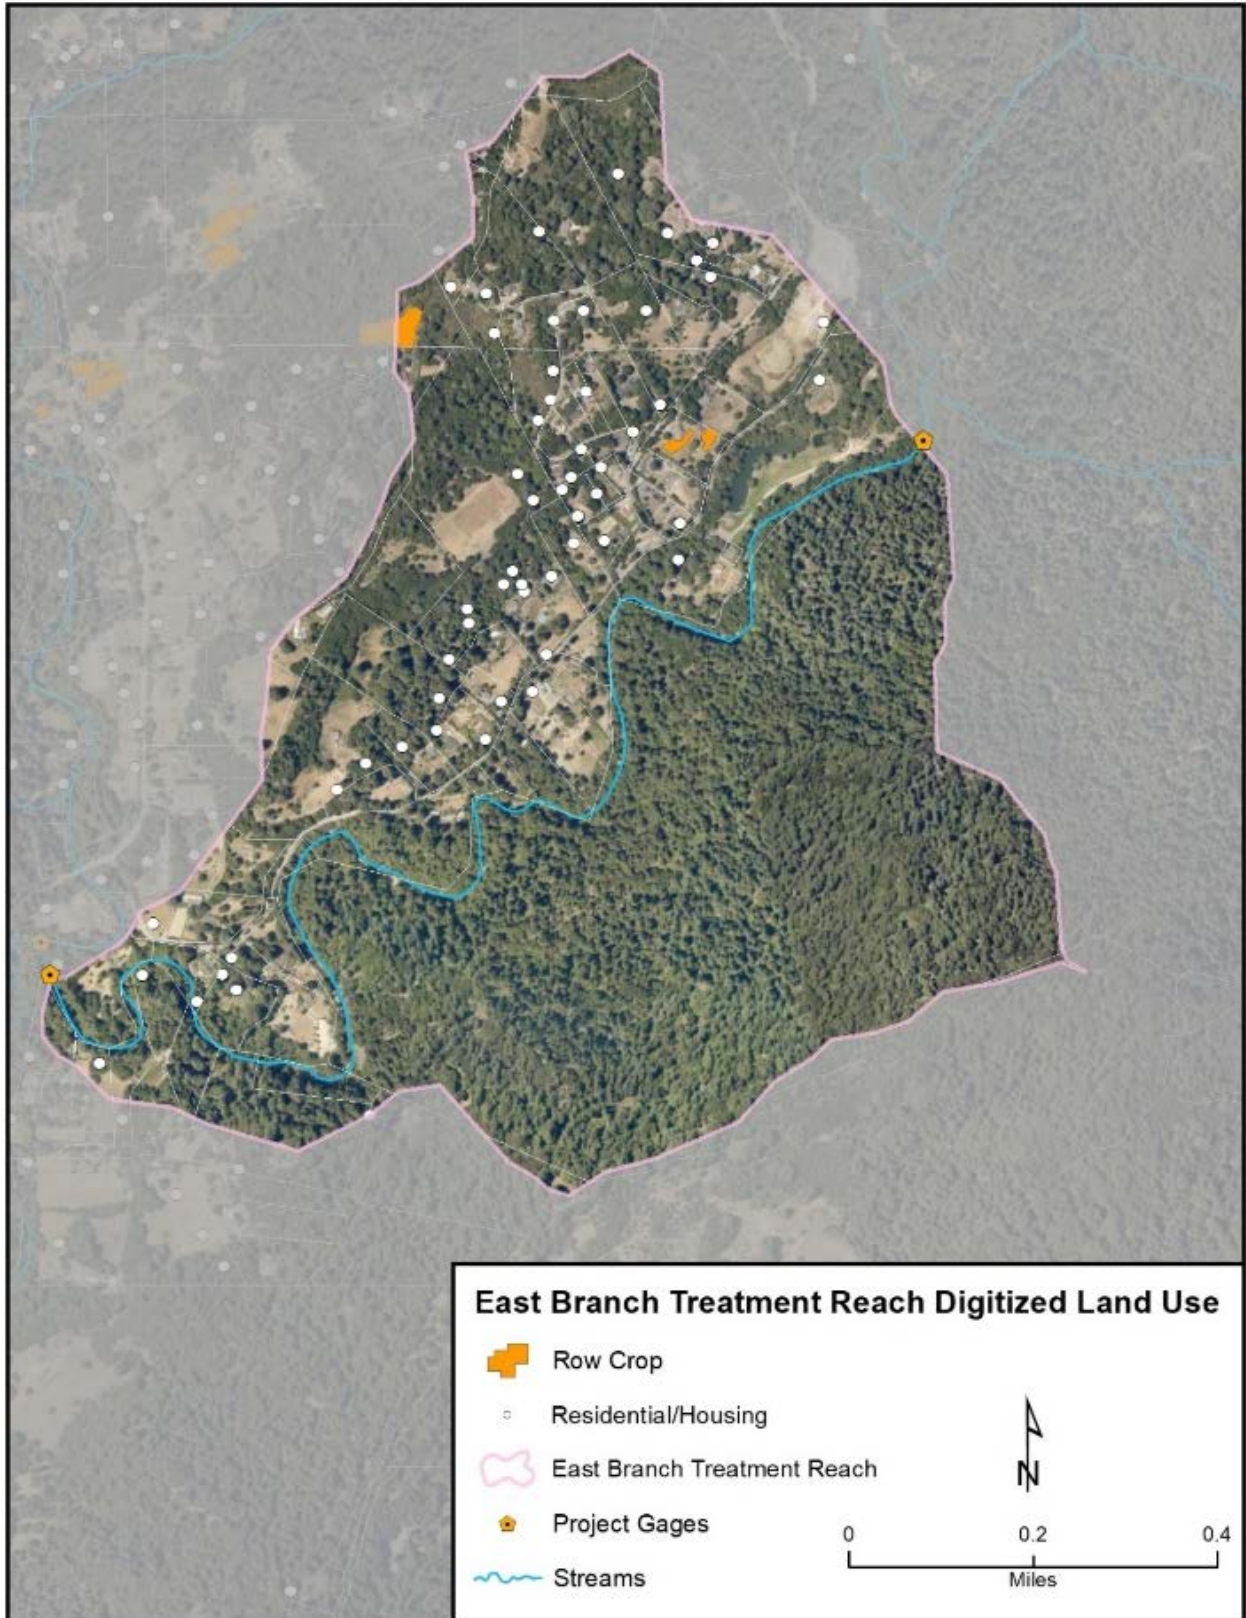 East Branch Treatment Reach Digitized Land Use
Row Crop
Residential/Housing
East Branch Treatment Reach
Project Gages
Streams
N
0 0.2 0.4
Miles